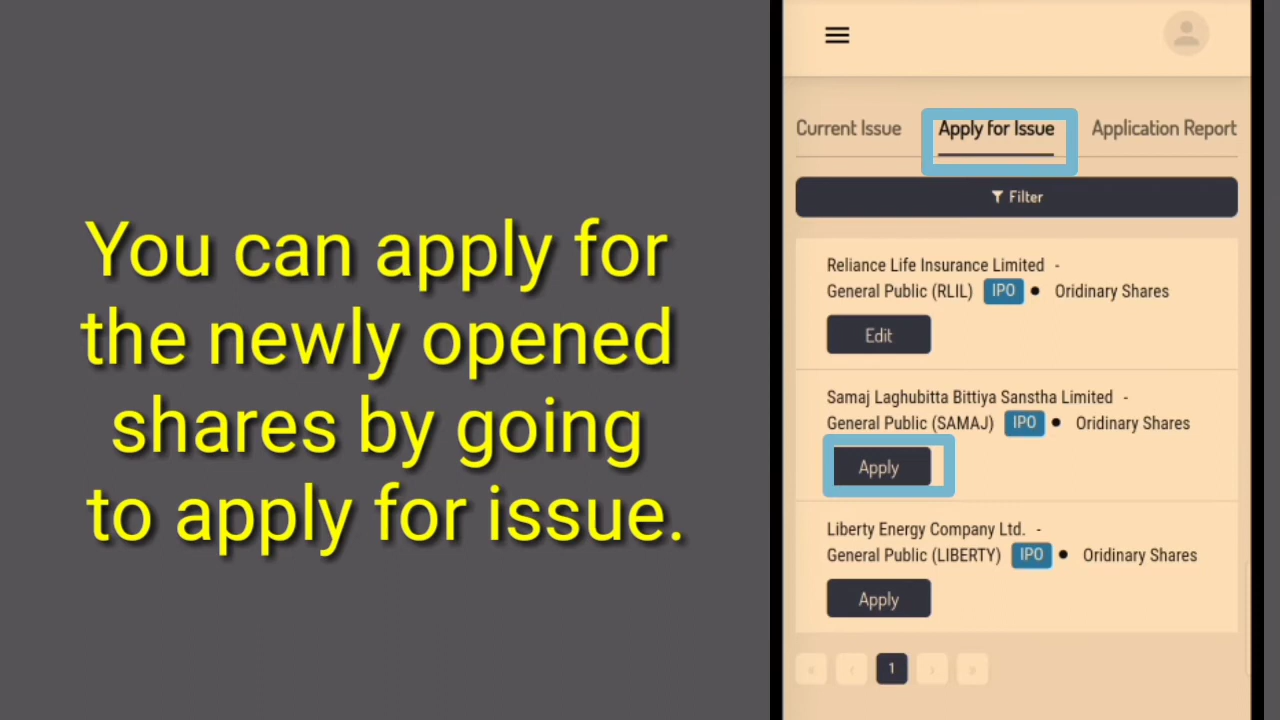 You can apply for
the newly opened
shares by going
to apply for issue.
Current Issue
Apply for Issue
Application Report
Filter
Reliance Life Insurance Limited -
General Public (RLIL) IPO ● Oridinary Shares
Edit
Samaj Laghubitta Bittiya Sanstha Limited -
General Public (SAMAJ) IPO ● Oridinary Shares
Apply
Liberty Energy Company Ltd. -
General Public (LIBERTY) IPO ● Oridinary Shares
Apply
« ‹ 1 › »